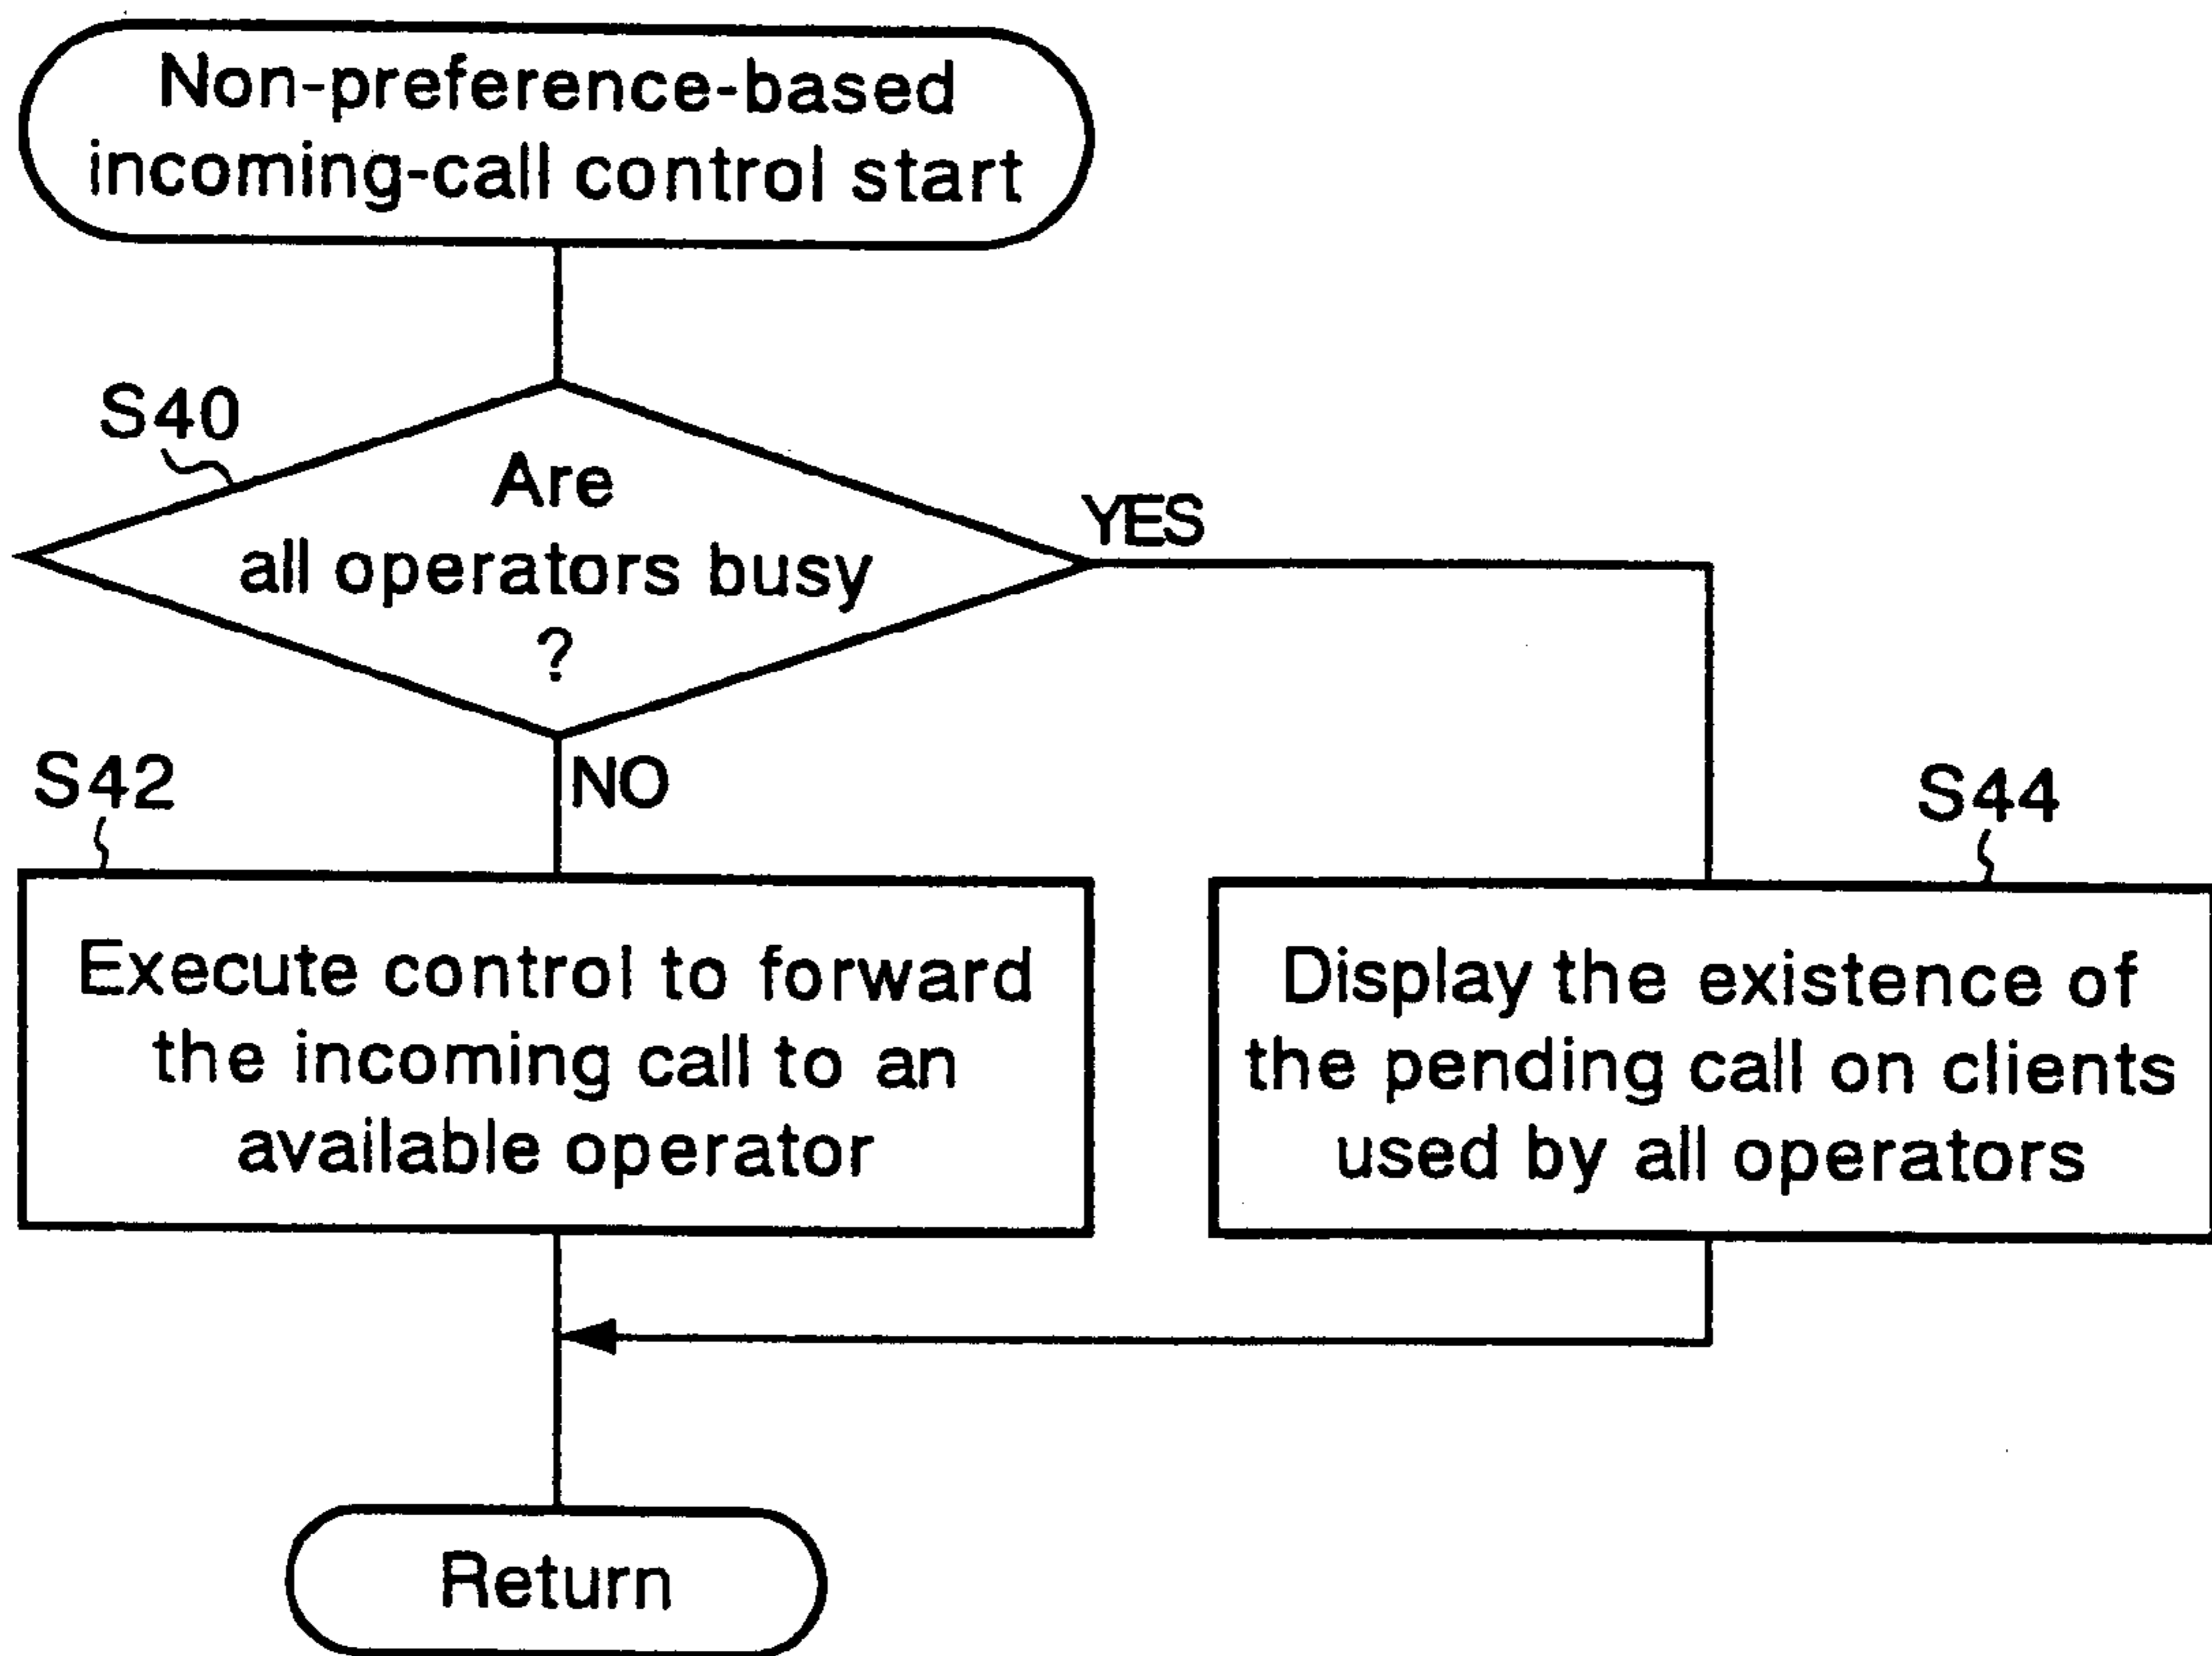 Non-preference-based
incoming-call control start
S40
Are
all operators busy
?
YES
NO
S42
Execute control to forward
the incoming call to an
available operator
S44
Display the existence of
the pending call on clients
used by all operators
Return